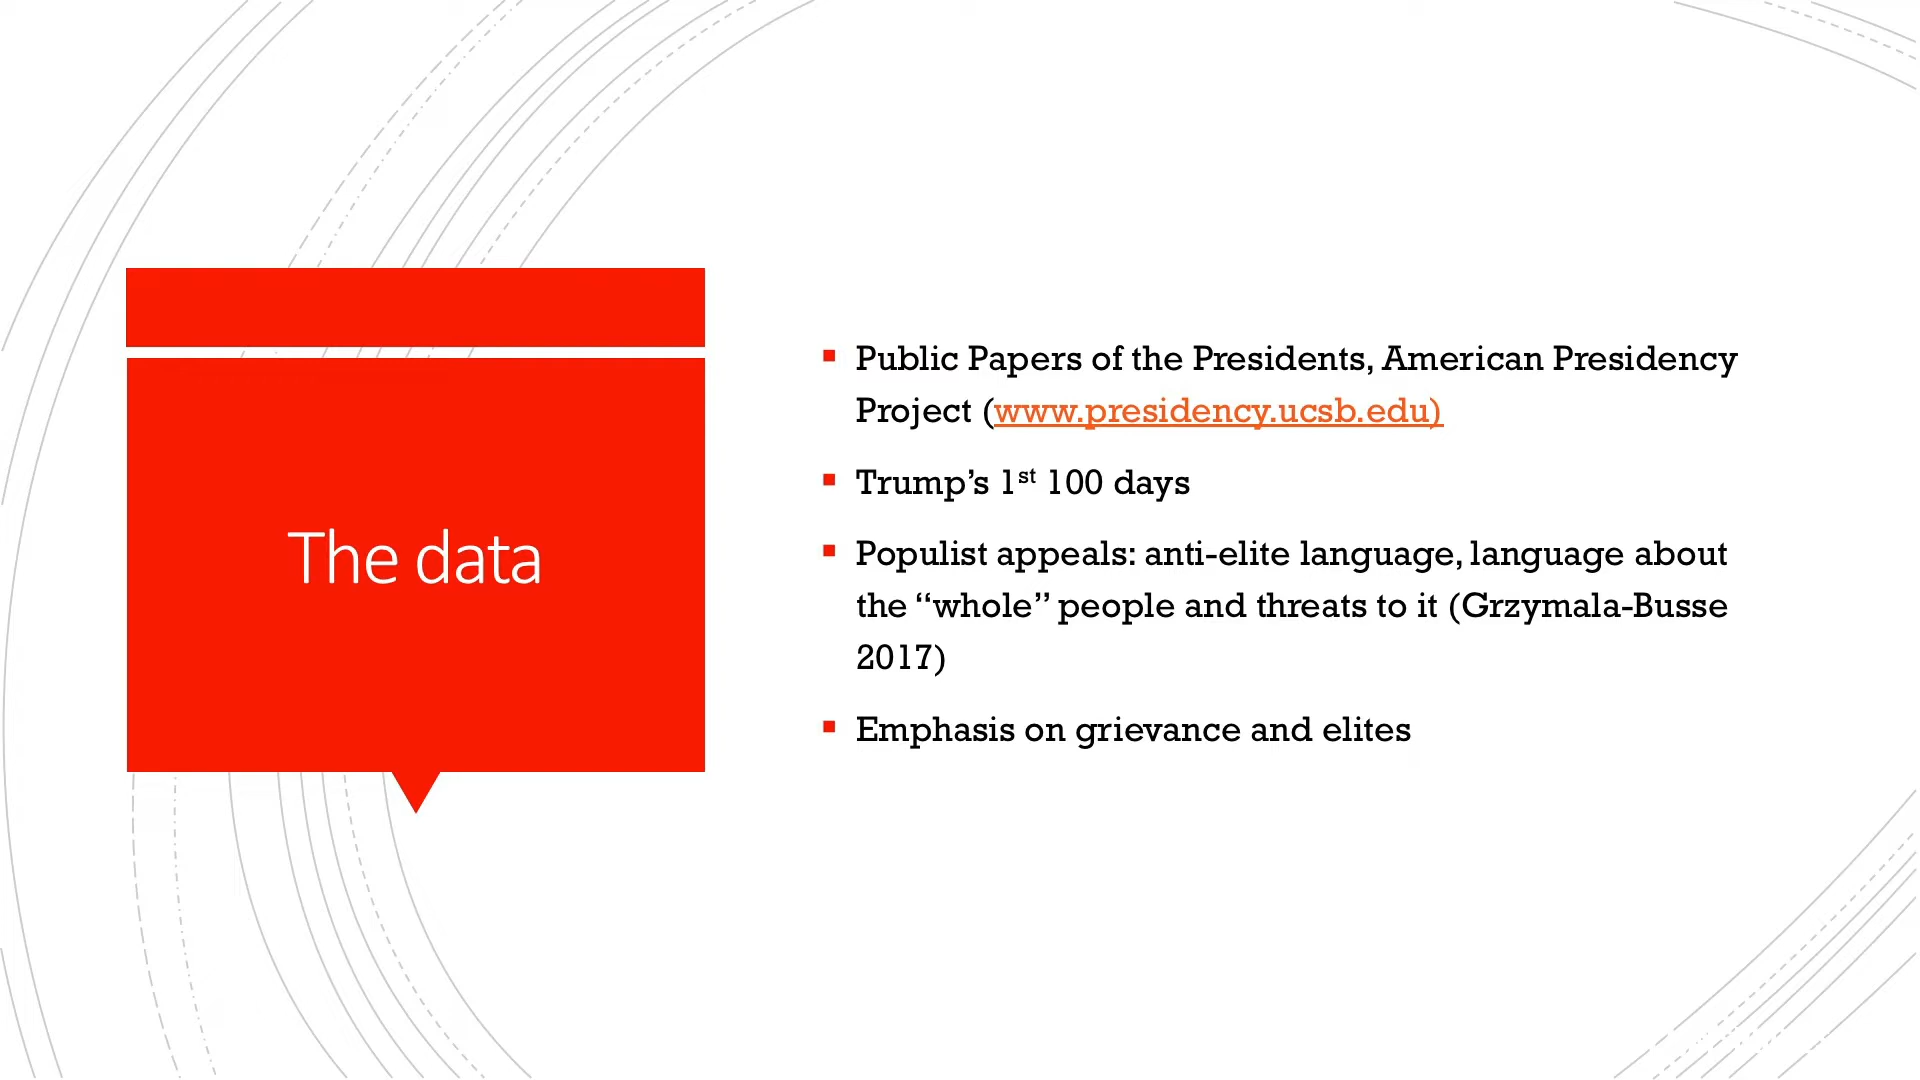 The data
Public Papers of the Presidents, American Presidency
Project (www.presidency.ucsb.edu)
Trump’s 1st 100 days
Populist appeals: anti-elite language, language about
the “whole” people and threats to it (Grzymala-Busse
2017)
Emphasis on grievance and elites